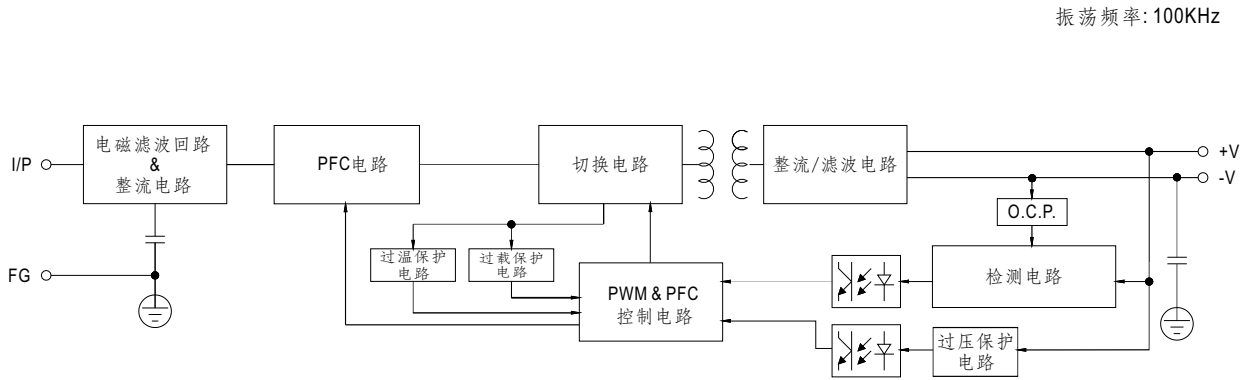 振荡频率: 100KHz
I/P
电磁滤波回路
&
整流电路
PFC电路
切换电路
整流/滤波电路
+V
-V
O.C.P.
FG
过温保护
电路
过载保护
电路
PWM & PFC
控制电路
检测电路
过压保护
电路